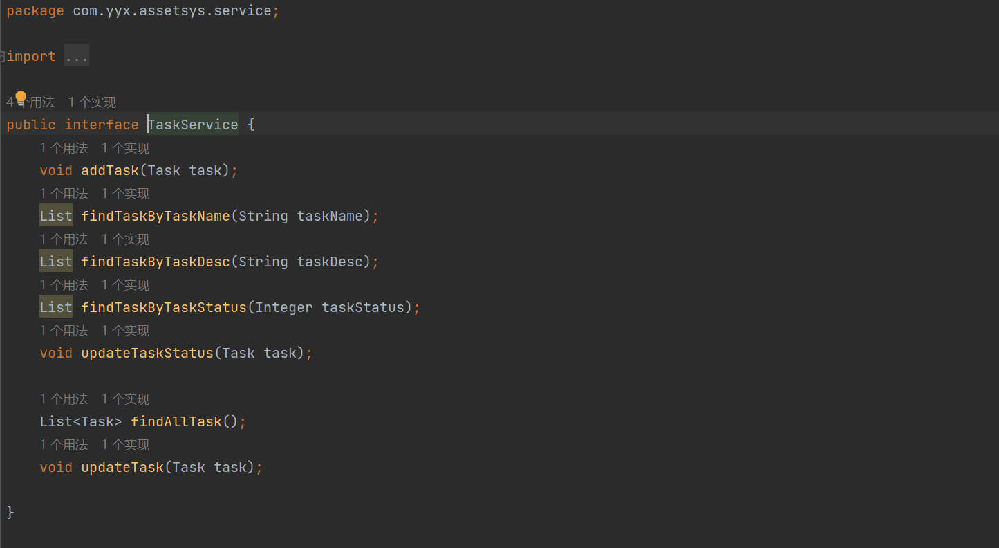 package com.yyx.assetsys.service;
import ...
4个用法 1个实现
public interface TaskService {
1个用法 1个实现
void addTask(Task task);
1个用法 1个实现
List findTaskByTaskName(String taskName);
1个用法 1个实现
List findTaskByTaskDesc(String taskDesc);
1个用法 1个实现
List findTaskByTaskStatus(Integer taskStatus);
1个用法 1个实现
void updateTaskStatus(Task task);
1个用法 1个实现
List<Task> findAllTask();
1个用法 1个实现
void updateTask(Task task);
}